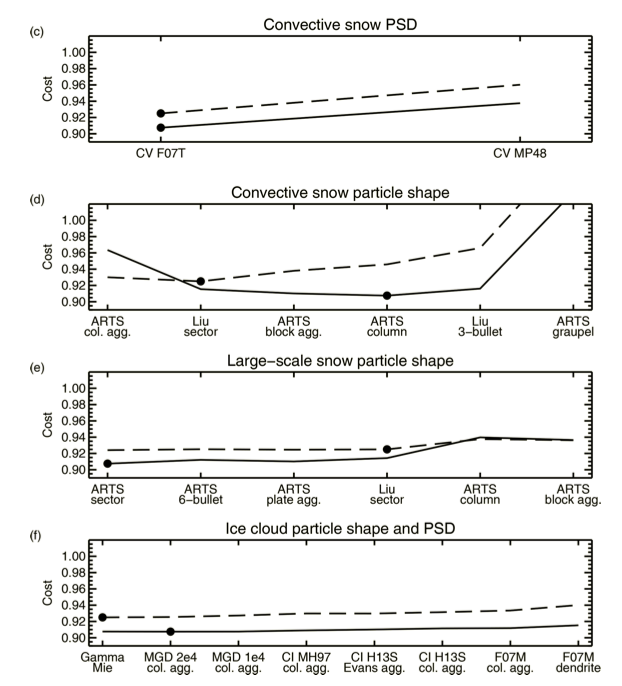 (c)
Convective snow PSD
1.00
0.98
0.96
0.94
0.92
0.90
Cost
CV F07T CV MP48
(d)
Convective snow particle shape
1.00
0.98
0.96
0.94
0.92
0.90
Cost
ARTS Liu ARTS ARTS Liu ARTS
col. agg. sector block agg. column 3−bullet graupel
(e)
Large−scale snow particle shape
1.00
0.98
0.96
0.94
0.92
0.90
Cost
ARTS ARTS ARTS Liu ARTS ARTS
sector 6−bullet plate agg. sector column block agg.
(f)
Ice cloud particle shape and PSD
1.00
0.98
0.96
0.94
0.92
0.90
Cost
Gamma MGD 2e4 MGD 1e4 CI MH97 CI H13S CI H13S F07M F07M
Mie col. agg. col. agg. col. agg. Evans agg. col. agg. col. agg. dendrite